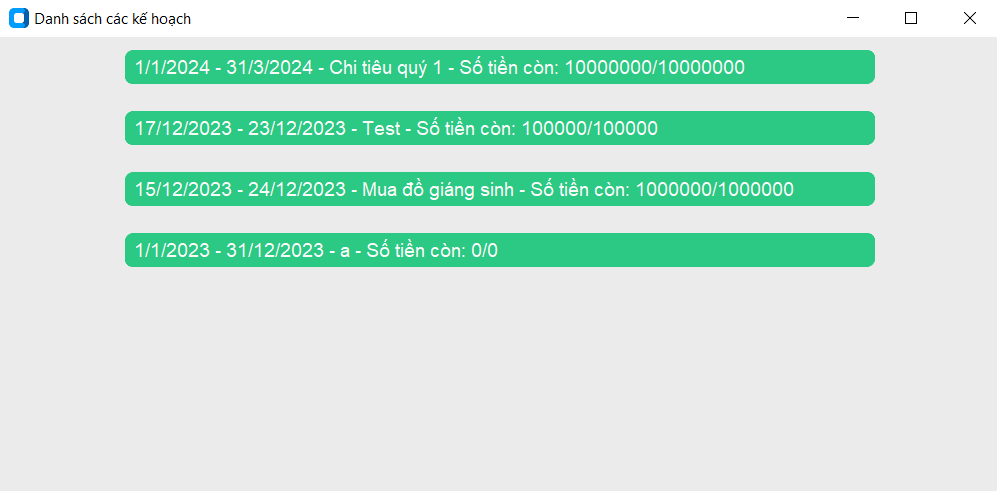 Danh sách các kế hoạch
1/1/2024 - 31/3/2024 - Chi tiêu quý 1 - Số tiền còn: 10000000/10000000
17/12/2023 - 23/12/2023 - Test - Số tiền còn: 100000/100000
15/12/2023 - 24/12/2023 - Mua đồ giáng sinh - Số tiền còn: 1000000/1000000
1/1/2023 - 31/12/2023 - a - Số tiền còn: 0/0